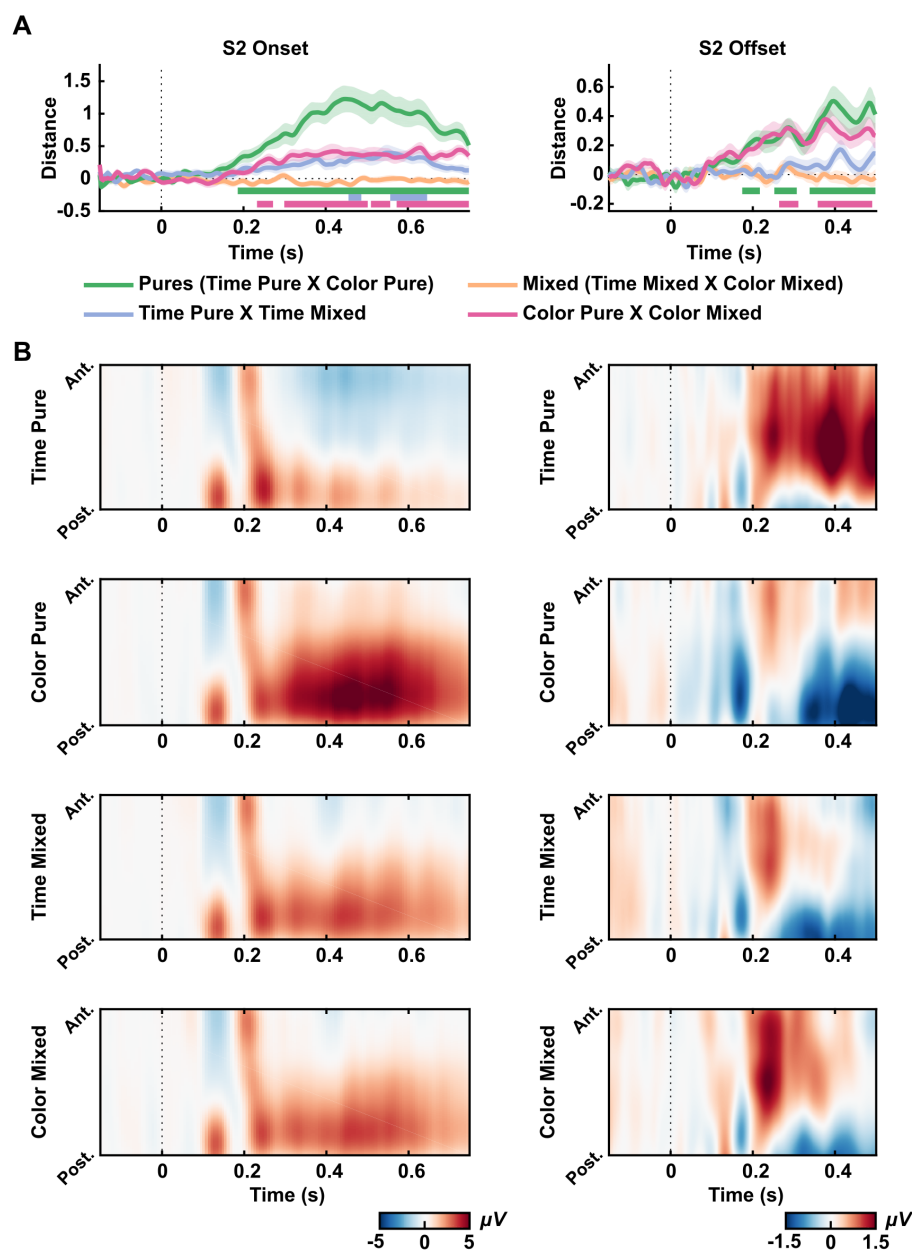 A
S2 Onset
S2 Offset
Distance
1.5
1
0.5
0
-0.5
0 0.2 0.4 0.6
Time (s)
Distance
0.6
0.4
0.2
0
-0.2
0 0.2 0.4
Time (s)
Pures (Time Pure X Color Pure)
Mixed (Time Mixed X Color Mixed)
Time Pure X Time Mixed
Color Pure X Color Mixed
B
Time Pure
Ant.
Post.
0 0.2 0.4 0.6
Time Pure
Ant.
Post.
0 0.2 0.4
Color Pure
Ant.
Post.
0 0.2 0.4 0.6
Color Pure
Ant.
Post.
0 0.2 0.4
Time Mixed
Ant.
Post.
0 0.2 0.4 0.6
Time Mixed
Ant.
Post.
0 0.2 0.4
Color Mixed
Ant.
Post.
0 0.2 0.4 0.6
Time (s)
Color Mixed
Ant.
Post.
0 0.2 0.4
Time (s)
-5 0 5 µV
-1.5 0 1.5 µV